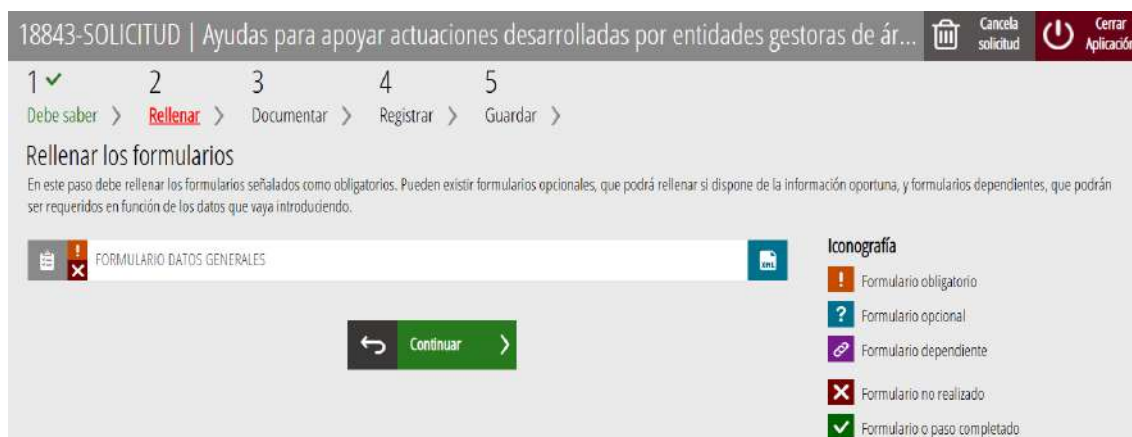 18843-SOLICITUD | Ayudas para apoyar actuaciones desarrolladas por entidades gestoras de ár...
Cancela
solicitud
Cerrar
Aplicación
1 2 3 4 5
Debe saber Rellenar Documentar Registrar Guardar
Rellenar los formularios
En este paso debe rellenar los formularios señalados como obligatorios. Pueden existir formularios opcionales, que podrá rellenar si dispone de la información oportuna, y formularios dependientes, que podrán
ser requeridos en función de los datos que vaya introduciendo.
FORMULARIO DATOS GENERALES
XML
Continuar
Iconografía
! Formulario obligatorio
? Formulario opcional
Formulario dependiente
Formulario no realizado
Formulario o paso completado